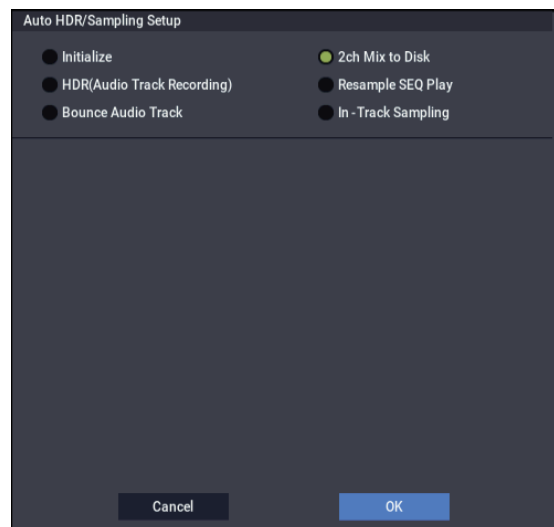 Auto HDR/Sampling Setup
Initialize
2ch Mix to Disk
HDR(Audio Track Recording)
Resample SEQ Play
Bounce Audio Track
In-Track Sampling
Cancel
OK